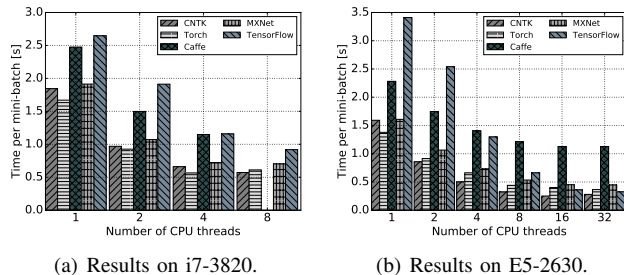 3.0
2.5
2.0
1.5
1.0
0.5
0.0
Time per mini-batch [s]
CNTK
Torch
Caffe
MXNet
TensorFlow
1 2 4 8
Number of CPU threads
(a) Results on i7-3820.
3.5
3.0
2.5
2.0
1.5
1.0
0.5
0.0
Time per mini-batch [s]
CNTK
Torch
Caffe
MXNet
TensorFlow
1 2 4 8 16 32
Number of CPU threads
(b) Results on E5-2630.